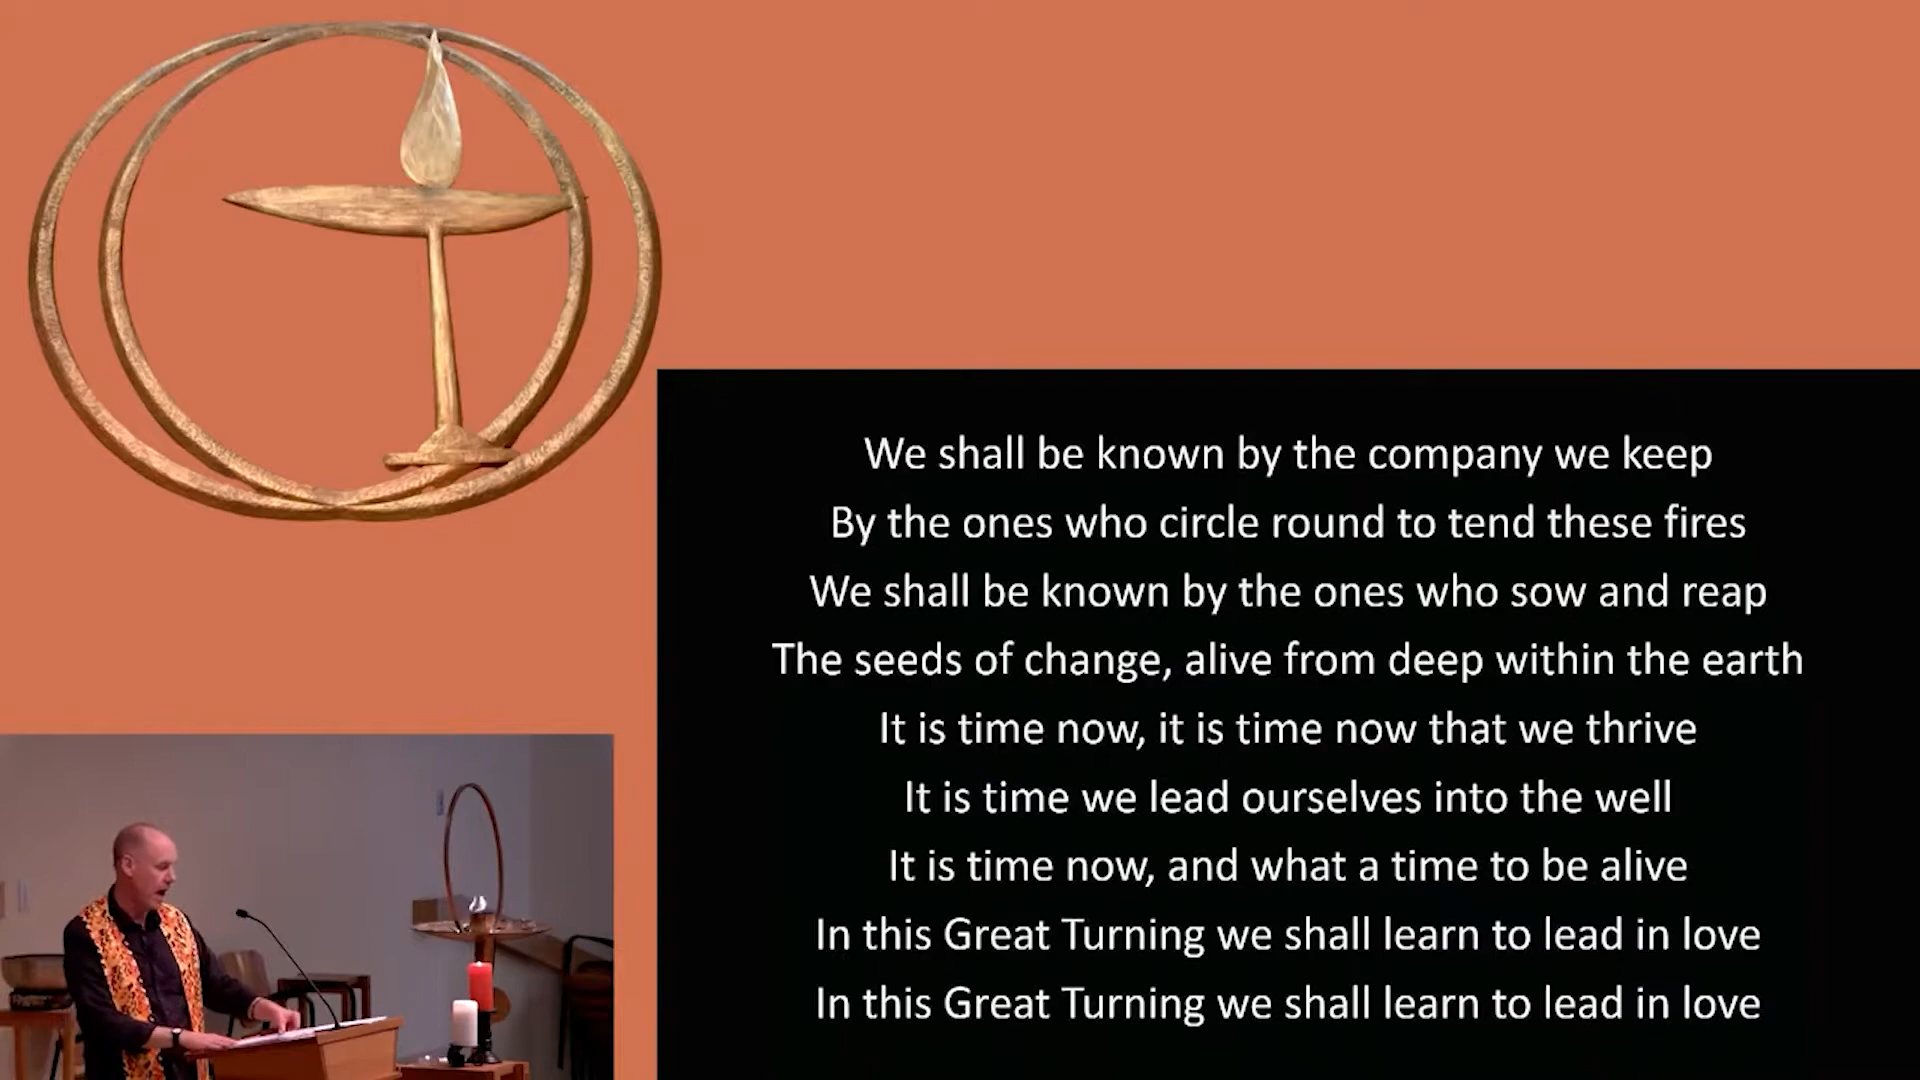 We shall be known by the company we keep
By the ones who circle round to tend these fires
We shall be known by the ones who sow and reap
The seeds of change, alive from deep within the earth
It is time now, it is time now that we thrive
It is time we lead ourselves into the well
It is time now, and what a time to be alive
In this Great Turning we shall learn to lead in love
In this Great Turning we shall learn to lead in love